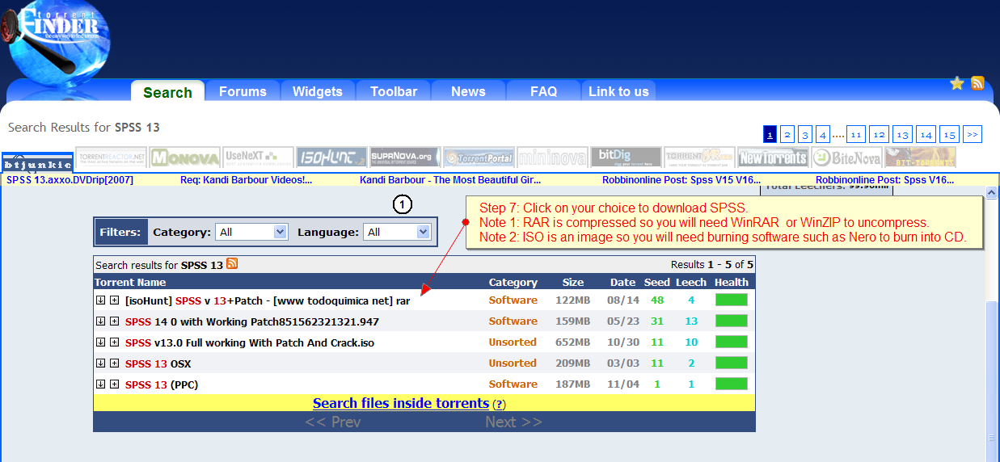 torrent
FINDER
the easy way to find torrents
Search Forums Widgets Toolbar News FAQ Link to us
Search Results for SPSS 13
1 2 3 4 .... 11 12 13 14 15 >>
btjunkie TORRENTREACTOR.NET MONOVA UseNeXT ISOHUNT SUPRNOVA.org TorrentPortal mininova bitDig TORRENT NewTorrents BiteNova BIT-TORRENTS
SPSS 13.axxo.DVDrip[2007] Req: Kandi Barbour Videos!... Kandi Barbour - The Most Beautiful Gir... Robbinonline Post: Spss V15 V16... Robbinonline Post: Spss V16...
Total Leechers: 99.90mil
1
Step 7: Click on your choice to download SPSS.
Note 1: RAR is compressed so you will need WinRAR or WinZIP to uncompress.
Note 2: ISO is an image so you will need burning software such as Nero to burn into CD.
Filters: Category: All Language: All
Search results for SPSS 13 Results 1 - 5 of 5
Torrent Name Category Size Date Seed Leech Health
[isoHunt] SPSS v 13+Patch - [www todoquimica net] rar Software 122MB 08/14 48 4
SPSS 14 0 with Working Patch851562321321.947 Software 159MB 05/23 31 13
SPSS v13.0 Full working With Patch And Crack.iso Unsorted 652MB 10/30 11 10
SPSS 13 OSX Unsorted 209MB 03/03 11 2
SPSS 13 (PPC) Software 187MB 11/04 1 1
Search files inside torrents (?)
<< Prev Next >>